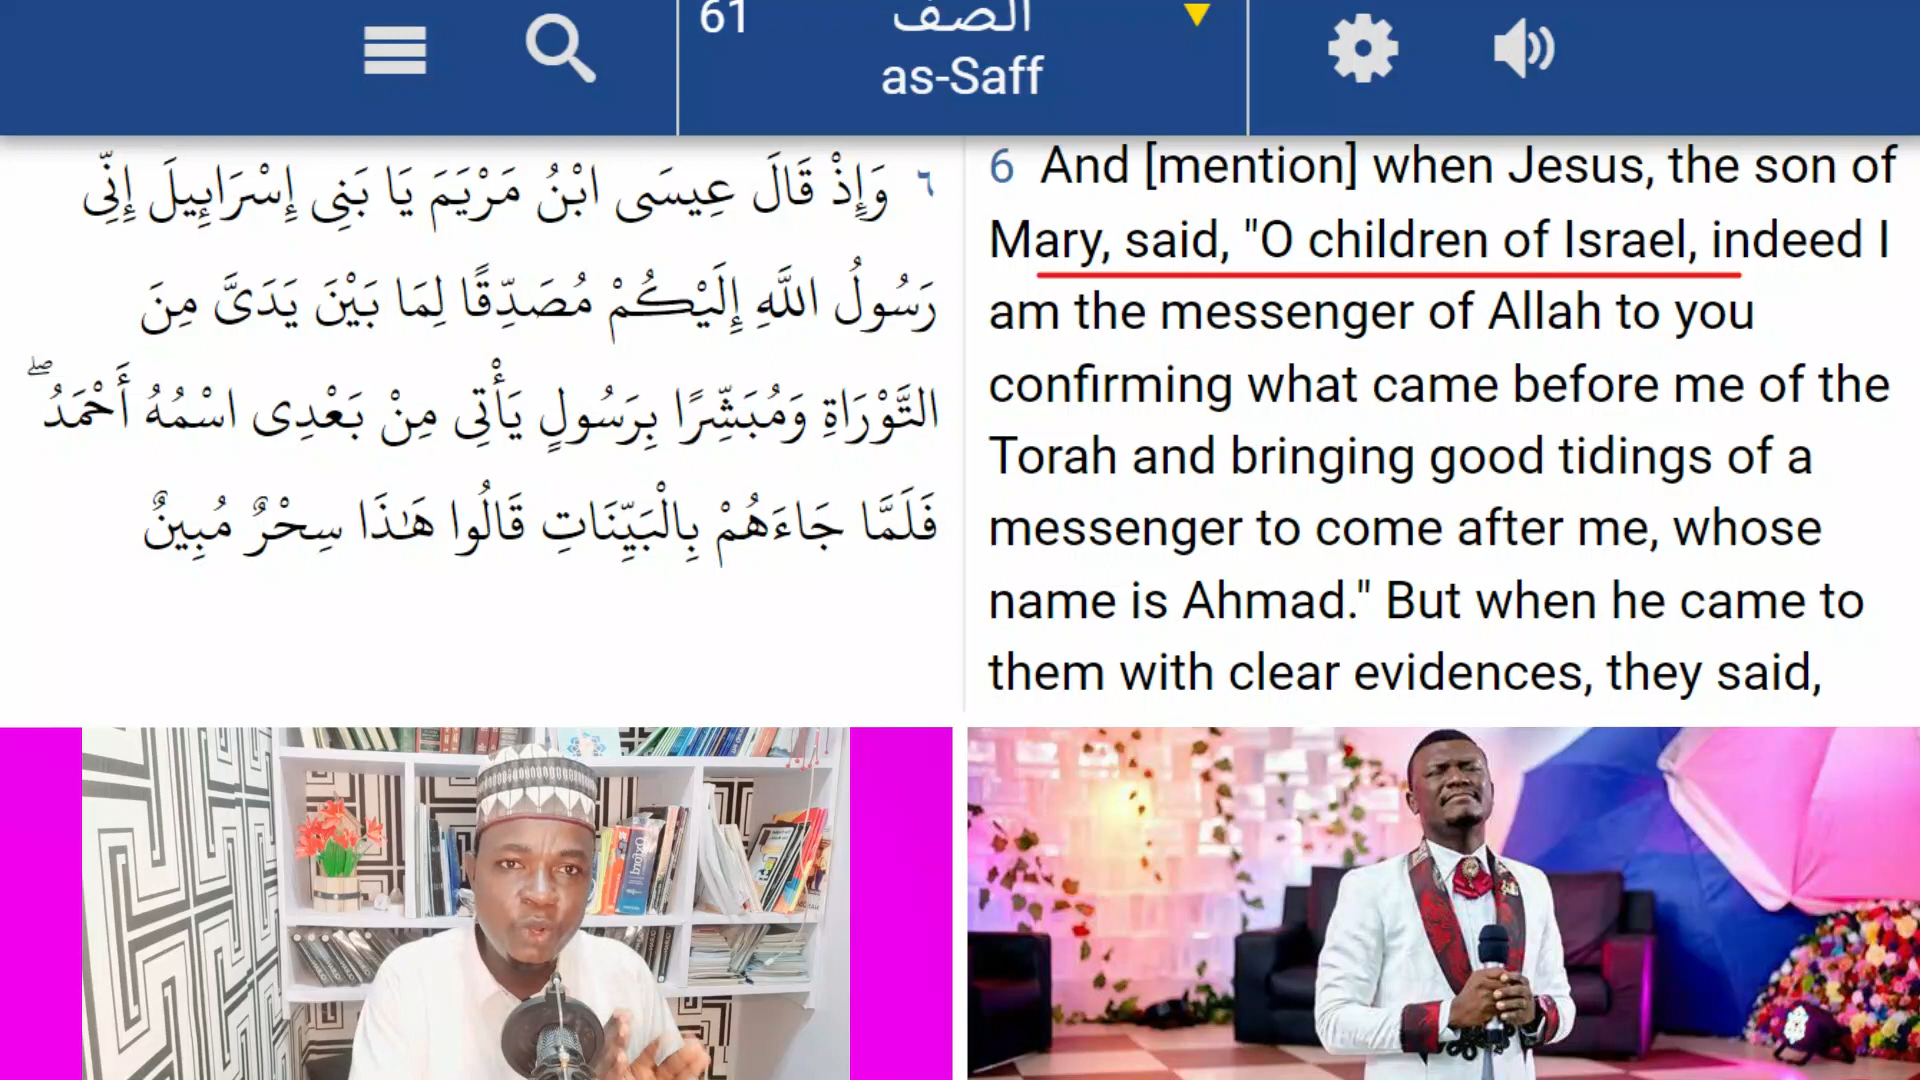 61
الصف
as-Saff
٦ وَإِذْ قَالَ عِيسَى ابْنُ مَرْيَمَ يَا بَنِى إِسْرَابِيلَ إِنِّى
رَسُولُ اللَّهِ إِلَيْكُمْ مُصَدِّقًا لِمَا بَيْنَ يَدَىَّ مِنَ
التَّوْرَاةِ وَمُبَشِّرًا بِرَسُولٍ يَأْتِى مِنْ بَعْدِى اسْمُهُ أَحْمَدُ ۖ
فَلَمَّا جَاءَهُمْ بِالْبَيِّنَاتِ قَالُوا هَٰذَا سِحْرٌ مُبِينٌ
6 And [mention] when Jesus, the son of
Mary, said, "O children of Israel, indeed I
am the messenger of Allah to you
confirming what came before me of the
Torah and bringing good tidings of a
messenger to come after me, whose
name is Ahmad." But when he came to
them with clear evidences, they said,
Oxford